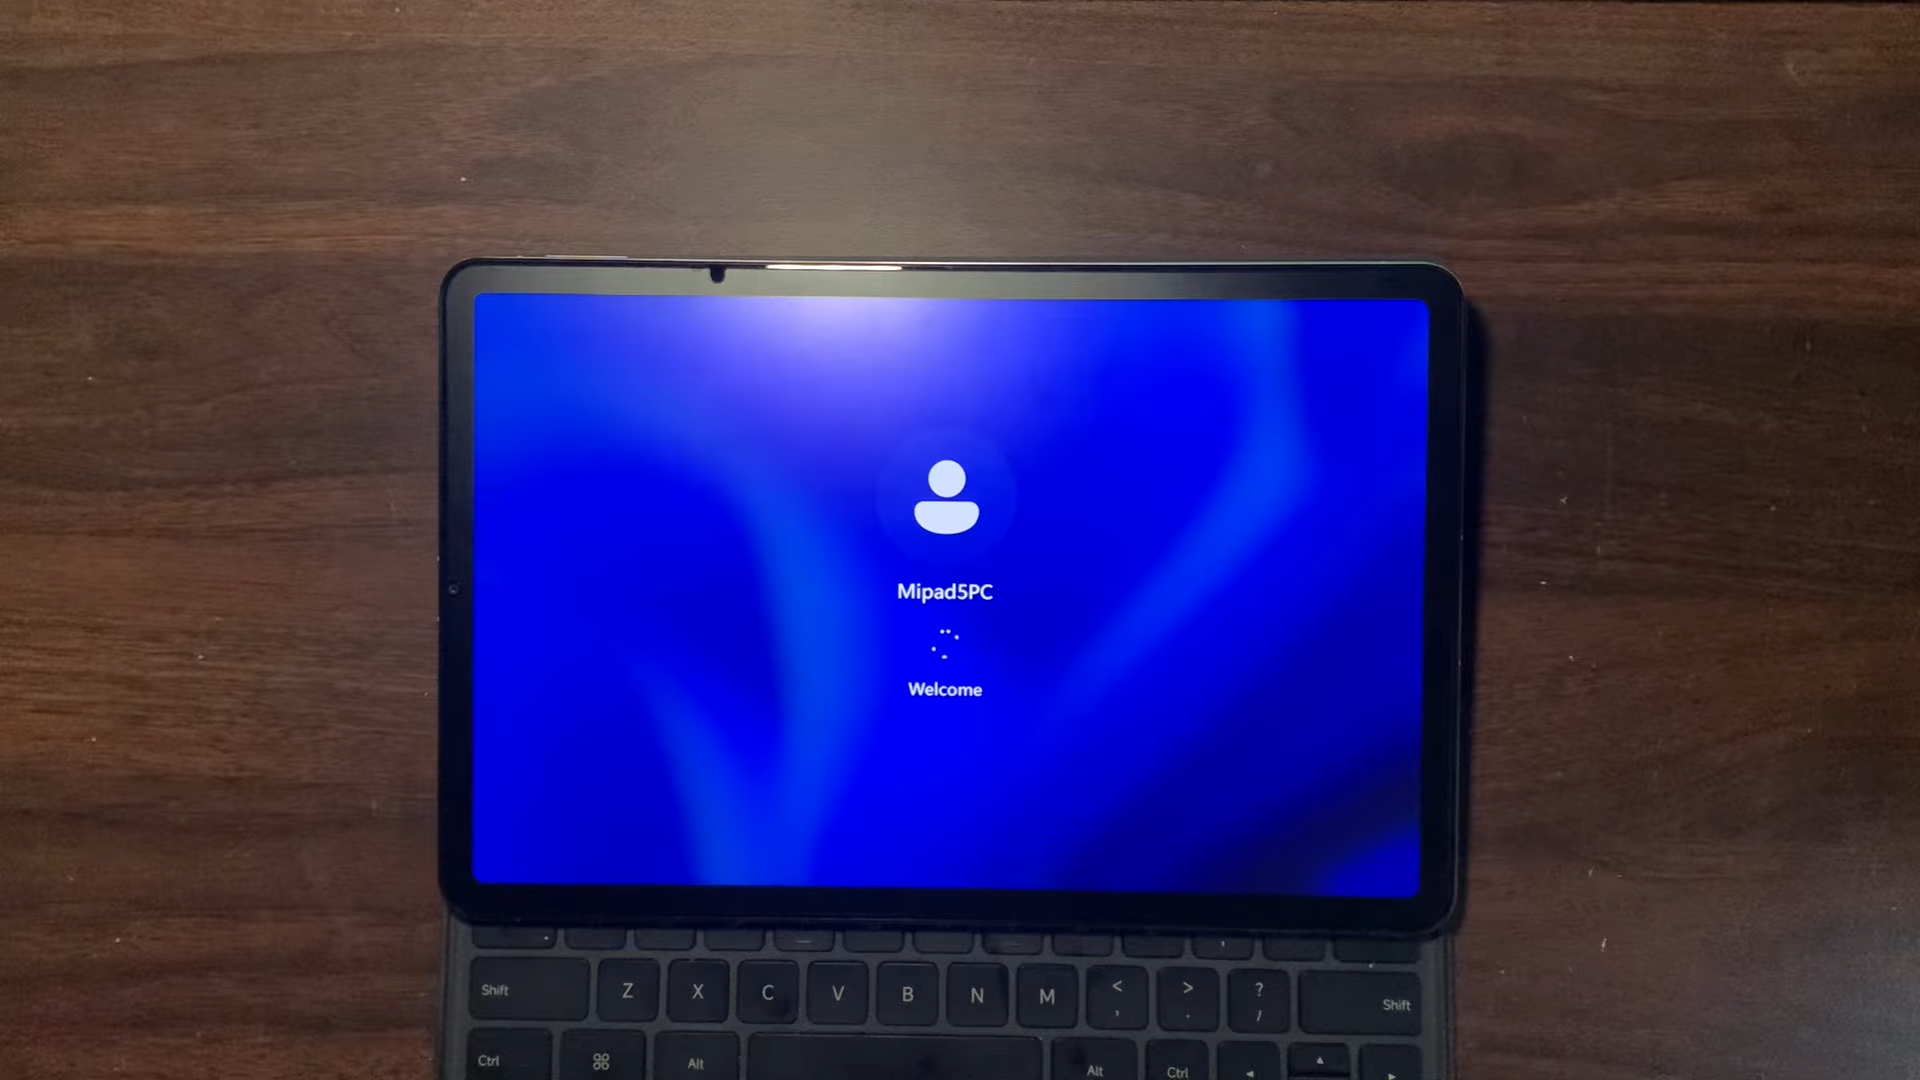 Mipad5PC
Welcome
Shift Z X C V B N M < , > . ? / Shift
Ctrl ⌘ Alt Alt Ctrl ◂ ▴ ▸